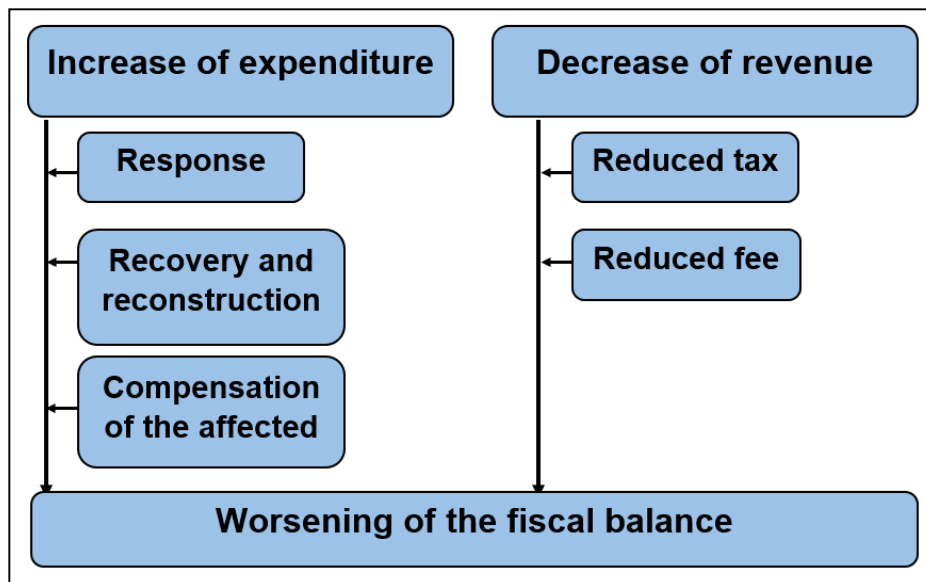 Increase of expenditure
Decrease of revenue
Response
Reduced tax
Recovery and
reconstruction
Reduced fee
Compensation
of the affected
Worsening of the fiscal balance